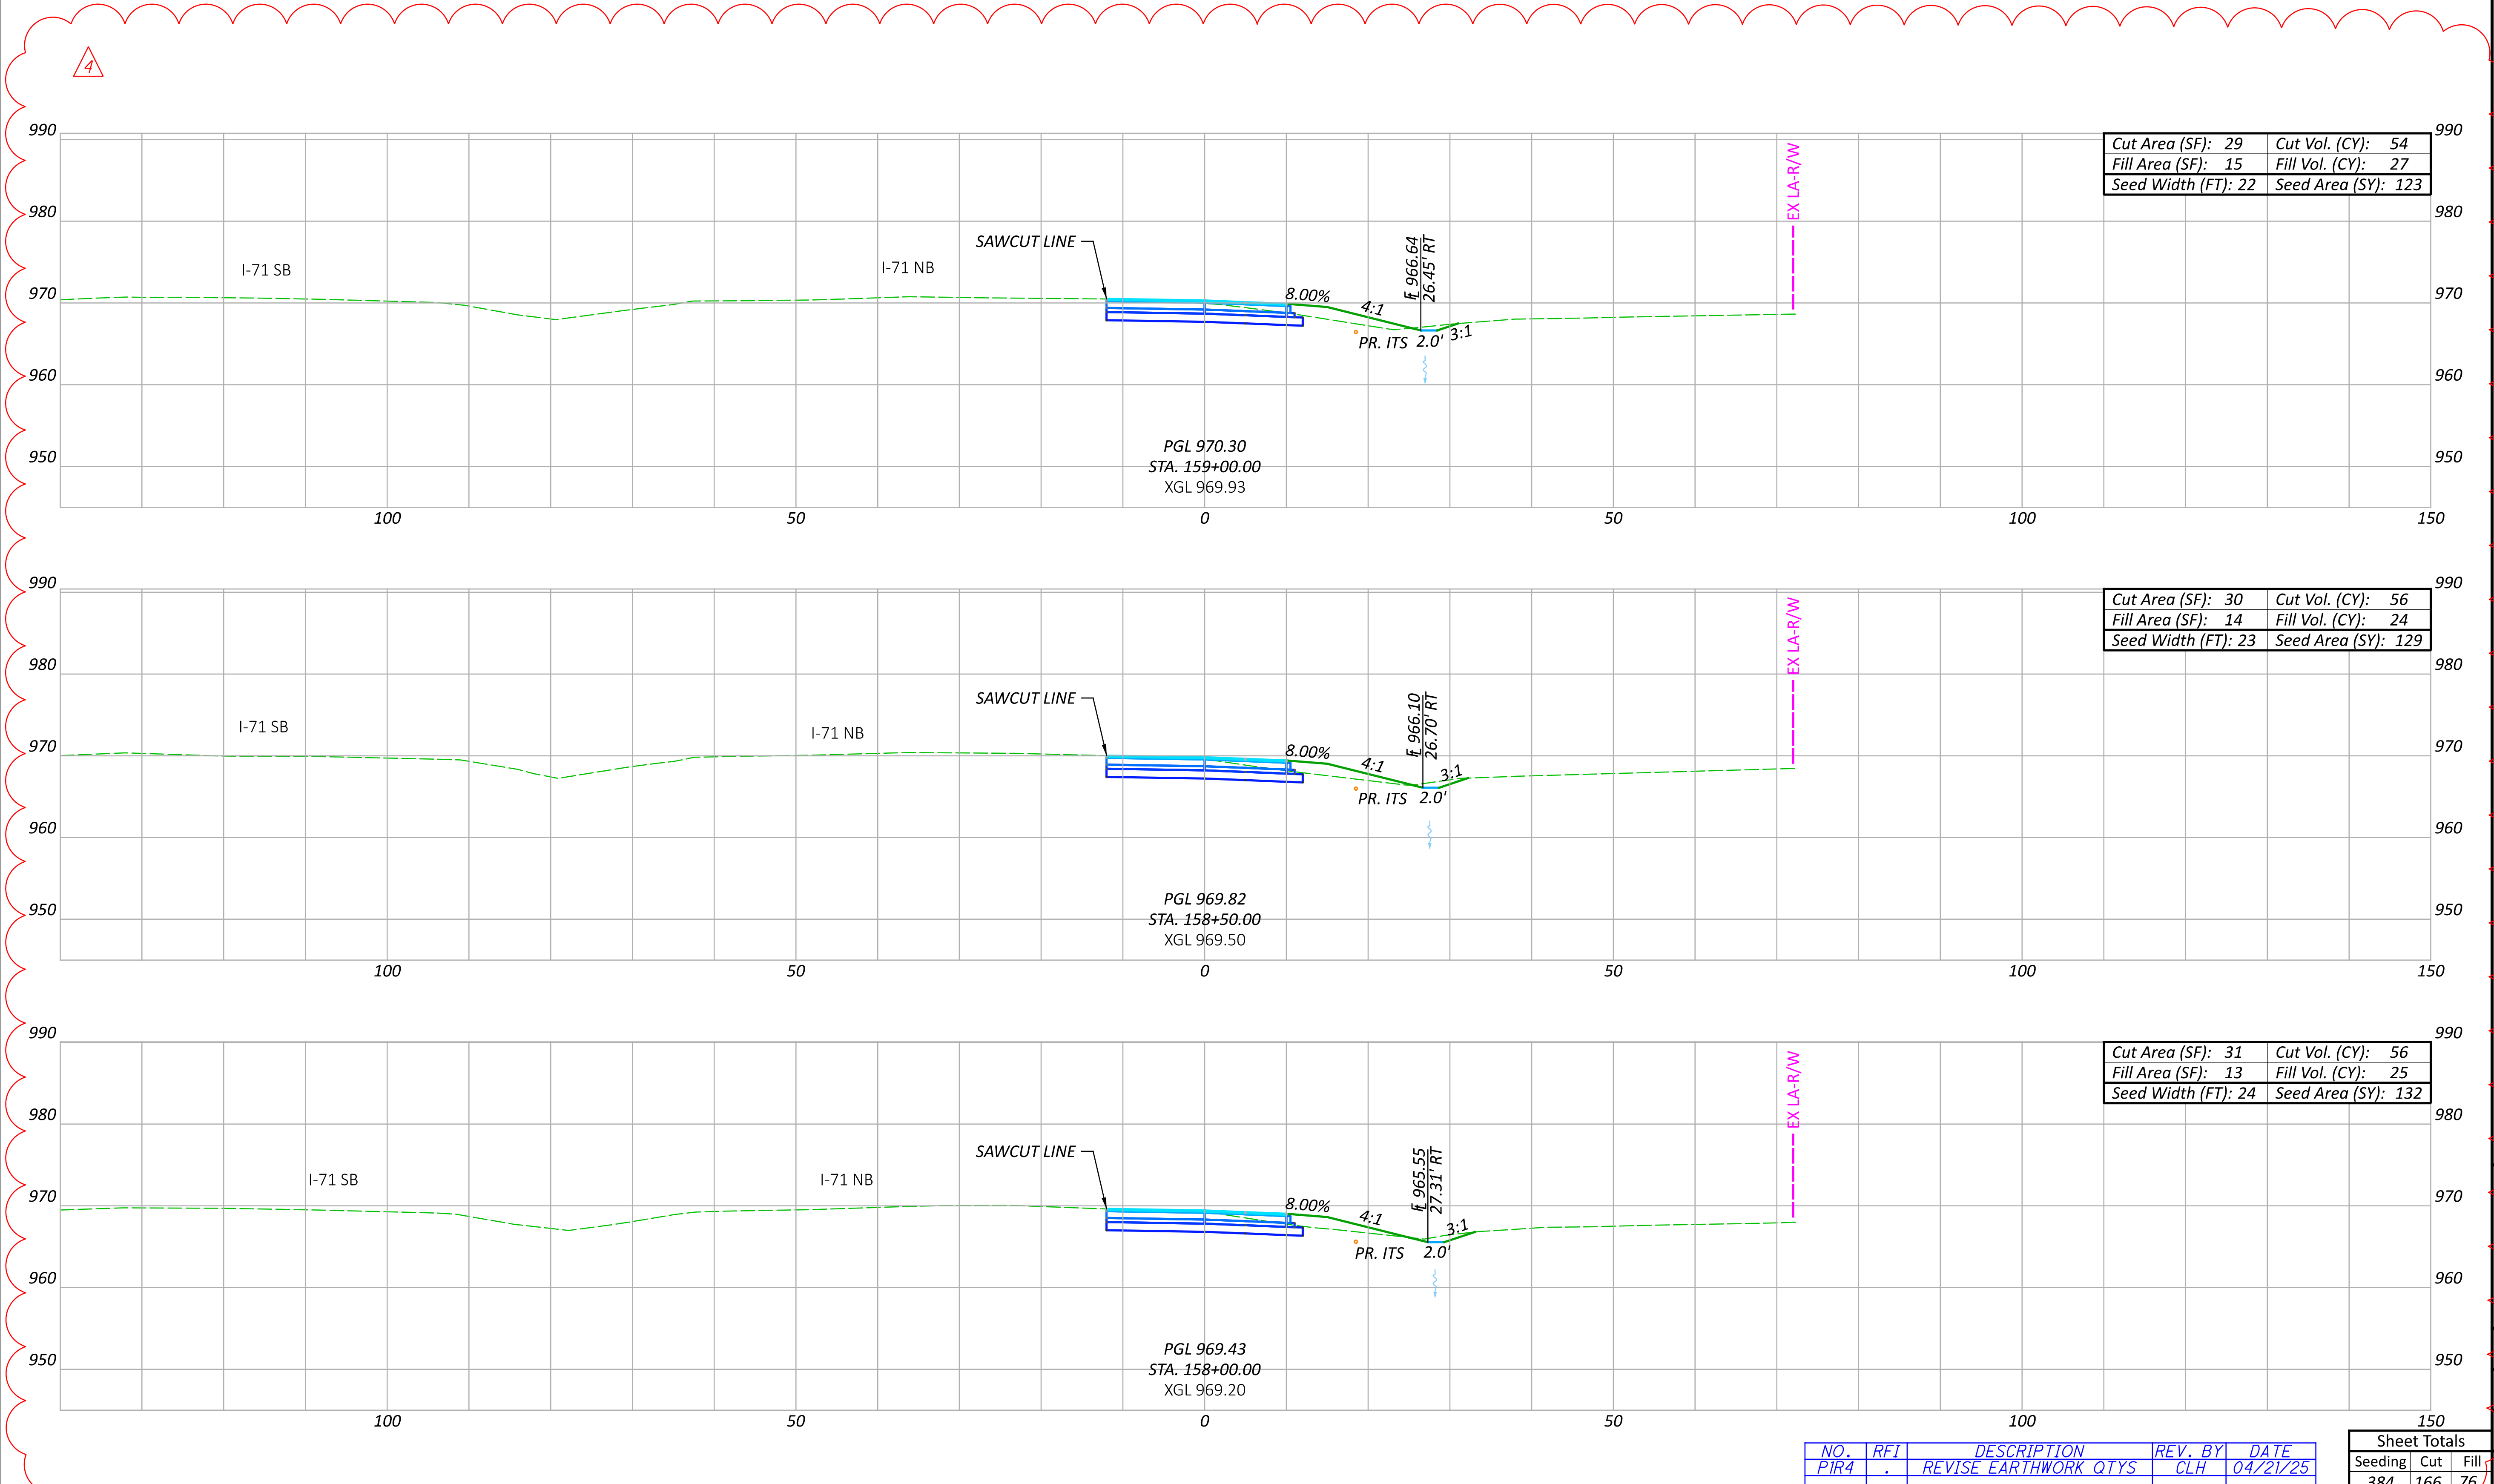 4
990
990
Cut Area (SF): 29 Cut Vol. (CY): 54
Fill Area (SF): 15 Fill Vol. (CY): 27
Seed Width (FT): 22 Seed Area (SY): 123
EX LA-R/W
980
980
SAWCUT LINE
I-71 SB
I-71 NB
970
970
8.00%
4:1
FL 966.64
26.45' RT
PR. ITS
2.0'
3:1
960
960
PGL 970.30
950
950
STA. 159+00.00
XGL 969.93
100 50 0 50 100 150
990
990
Cut Area (SF): 30 Cut Vol. (CY): 56
Fill Area (SF): 14 Fill Vol. (CY): 24
Seed Width (FT): 23 Seed Area (SY): 129
EX LA-R/W
980
980
SAWCUT LINE
I-71 SB
I-71 NB
970
970
8.00%
4:1
FL 966.10
26.70' RT
3:1
PR. ITS
2.0'
960
960
PGL 969.82
950
950
STA. 158+50.00
XGL 969.50
100 50 0 50 100 150
990
990
Cut Area (SF): 31 Cut Vol. (CY): 56
Fill Area (SF): 13 Fill Vol. (CY): 25
Seed Width (FT): 24 Seed Area (SY): 132
EX LA-R/W
980
980
SAWCUT LINE
I-71 SB
I-71 NB
970
970
8.00%
4:1
FL 965.55
27.31' RT
3:1
PR. ITS
2.0'
960
960
PGL 969.43
950
950
STA. 158+00.00
XGL 969.20
100 50 0 50 100 150
NO. RFI DESCRIPTION REV. BY DATE
P1R4 . REVISE EARTHWORK QTYS CLH 04/21/25
Sheet Totals
Seeding Cut Fill
384 166 76